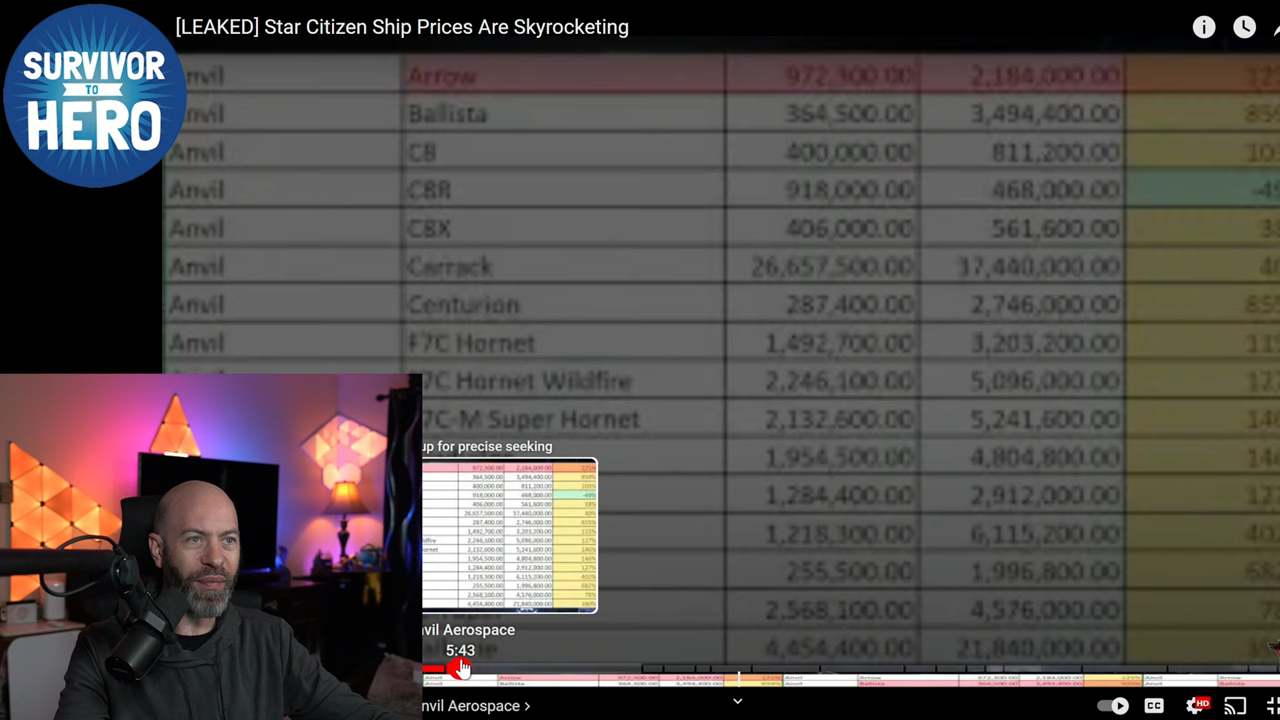 [LEAKED] Star Citizen Ship Prices Are Skyrocketing
SURVIVOR
TO
HERO
Anvil Arrow 972,300.00 2,184,000.00
Anvil Ballista 364,500.00 3,494,400.00
Anvil C8 400,000.00 811,200.00
Anvil C8R 918,000.00 468,000.00
Anvil C8X 406,000.00 561,600.00
Anvil Carrack 26,657,500.00 37,440,000.00
Anvil Centurion 287,400.00 2,746,000.00
Anvil F7C Hornet 1,492,700.00 3,203,200.00
7C Hornet Wildfire 2,246,100.00 5,096,000.00
7C-M Super Hornet 2,132,600.00 5,241,600.00
1,954,500.00 4,804,800.00
1,284,400.00 2,912,000.00
1,218,300.00 6,115,200.00
255,500.00 1,996,800.00
2,568,100.00 4,576,000.00
4,454,400.00 21,840,000.00
up for precise seeking
nvil Aerospace
5:43
nvil Aerospace >
CC
HD